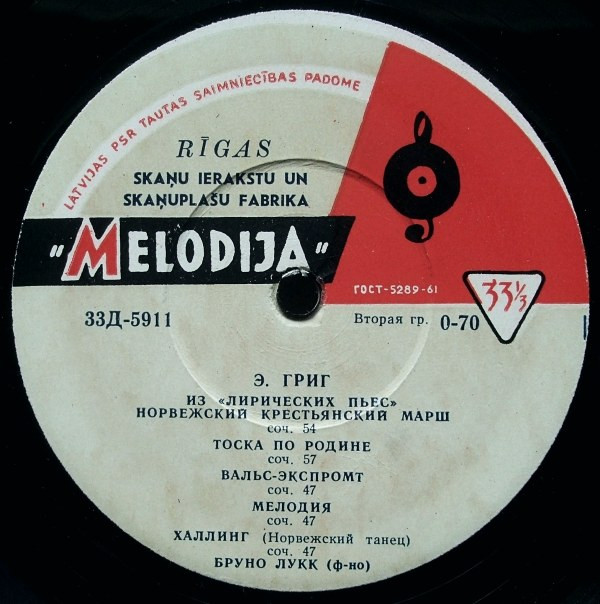 LATVIJAS PSR TAUTAS SAIMNIECĪBAS PADOME
RĪGAS
SKAŅU IERAKSTU UN
SKAŅUPLAŠU FABRIKA
"MELODIJA"
ГОСТ-5289-61
33⅓
33Д-5911
Вторая гр. 0-70
Э. ГРИГ
ИЗ «ЛИРИЧЕСКИХ ПЬЕС»
НОРВЕЖСКИЙ КРЕСТЬЯНСКИЙ МАРШ
соч. 54
ТОСКА ПО РОДИНЕ
соч. 57
ВАЛЬС-ЭКСПРОМТ
соч. 47
МЕЛОДИЯ
соч. 47
ХАЛЛИНГ (Норвежский танец)
соч. 47
БРУНО ЛУКК (ф-но)